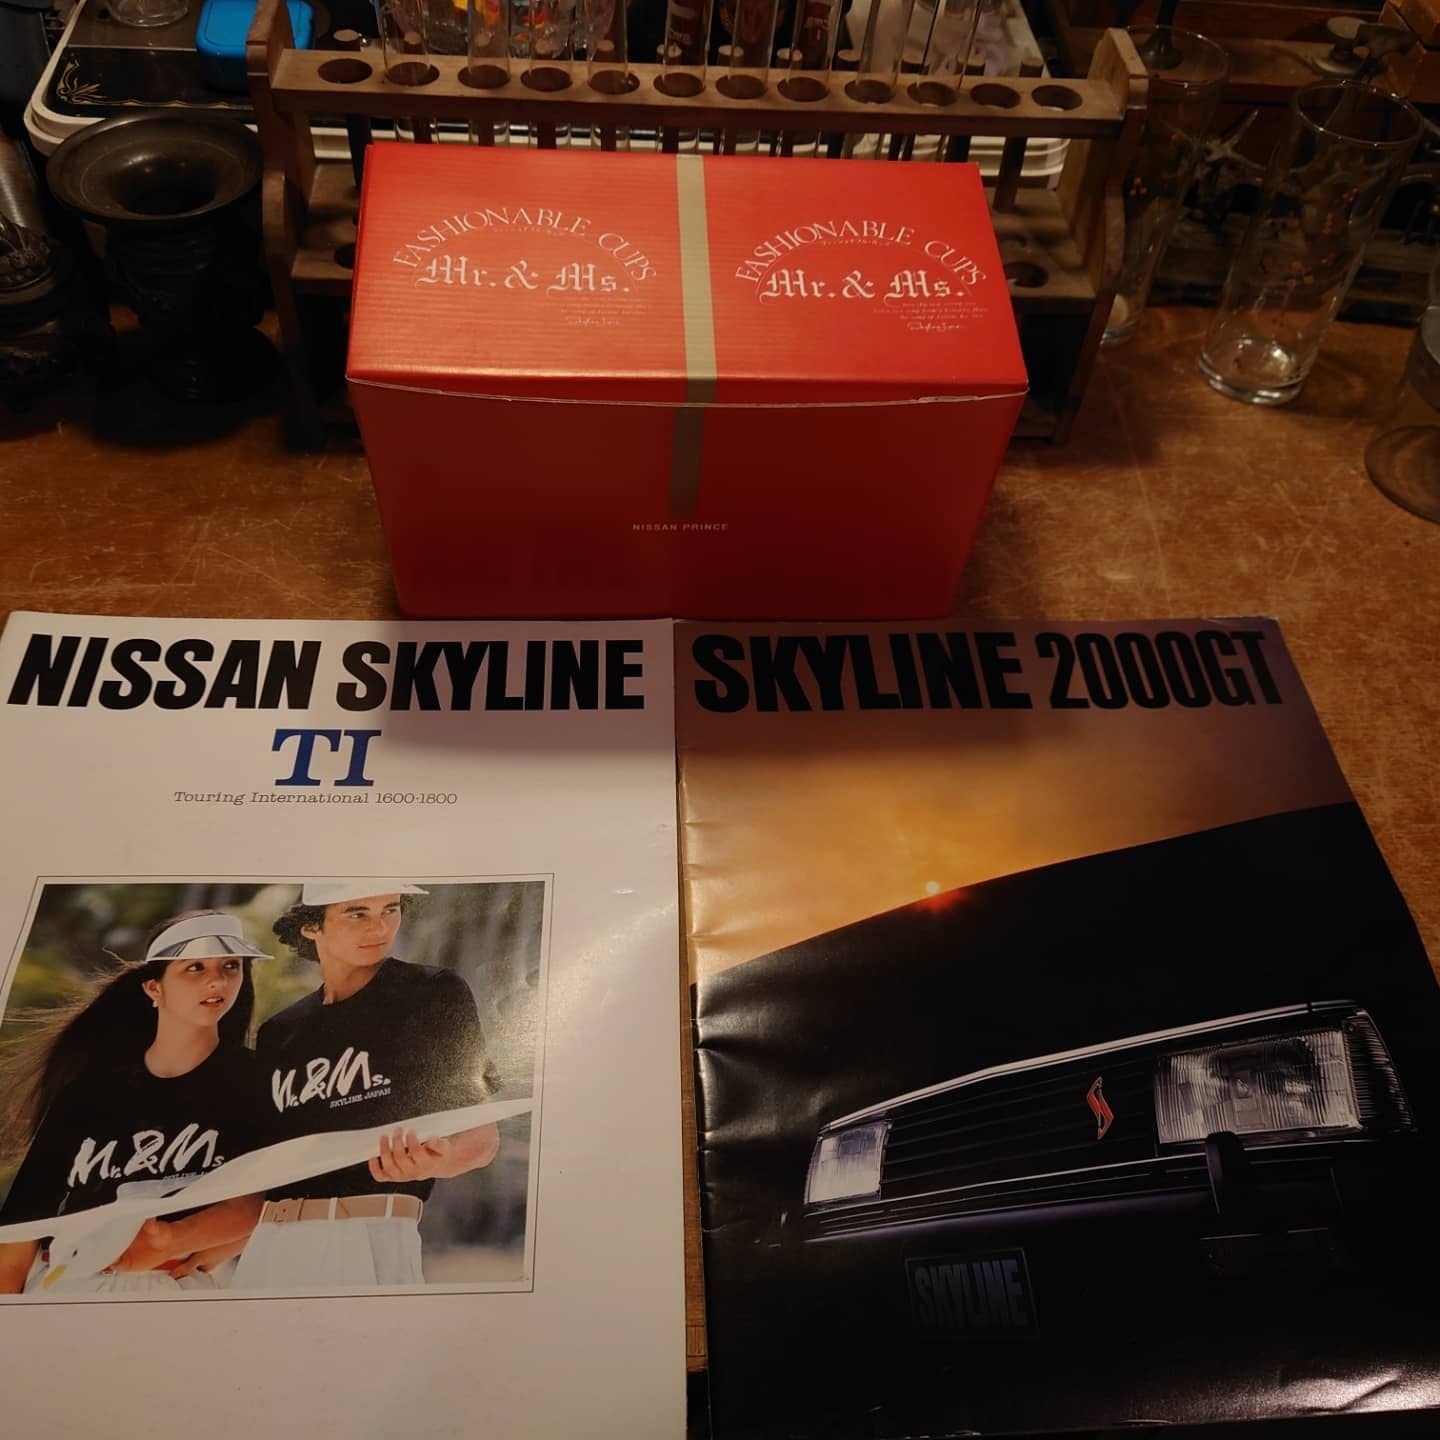 FASHIONABLE CUPS
Mr. & Ms.
FASHIONABLE CUPS
Mr. & Ms.
NISSAN PRINCE
NISSAN SKYLINE
TI
Touring International 1600·1800
Mr. & Ms.
SKYLINE JAPAN
Mr. & Ms.
SKYLINE 2000GT
SKYLINE